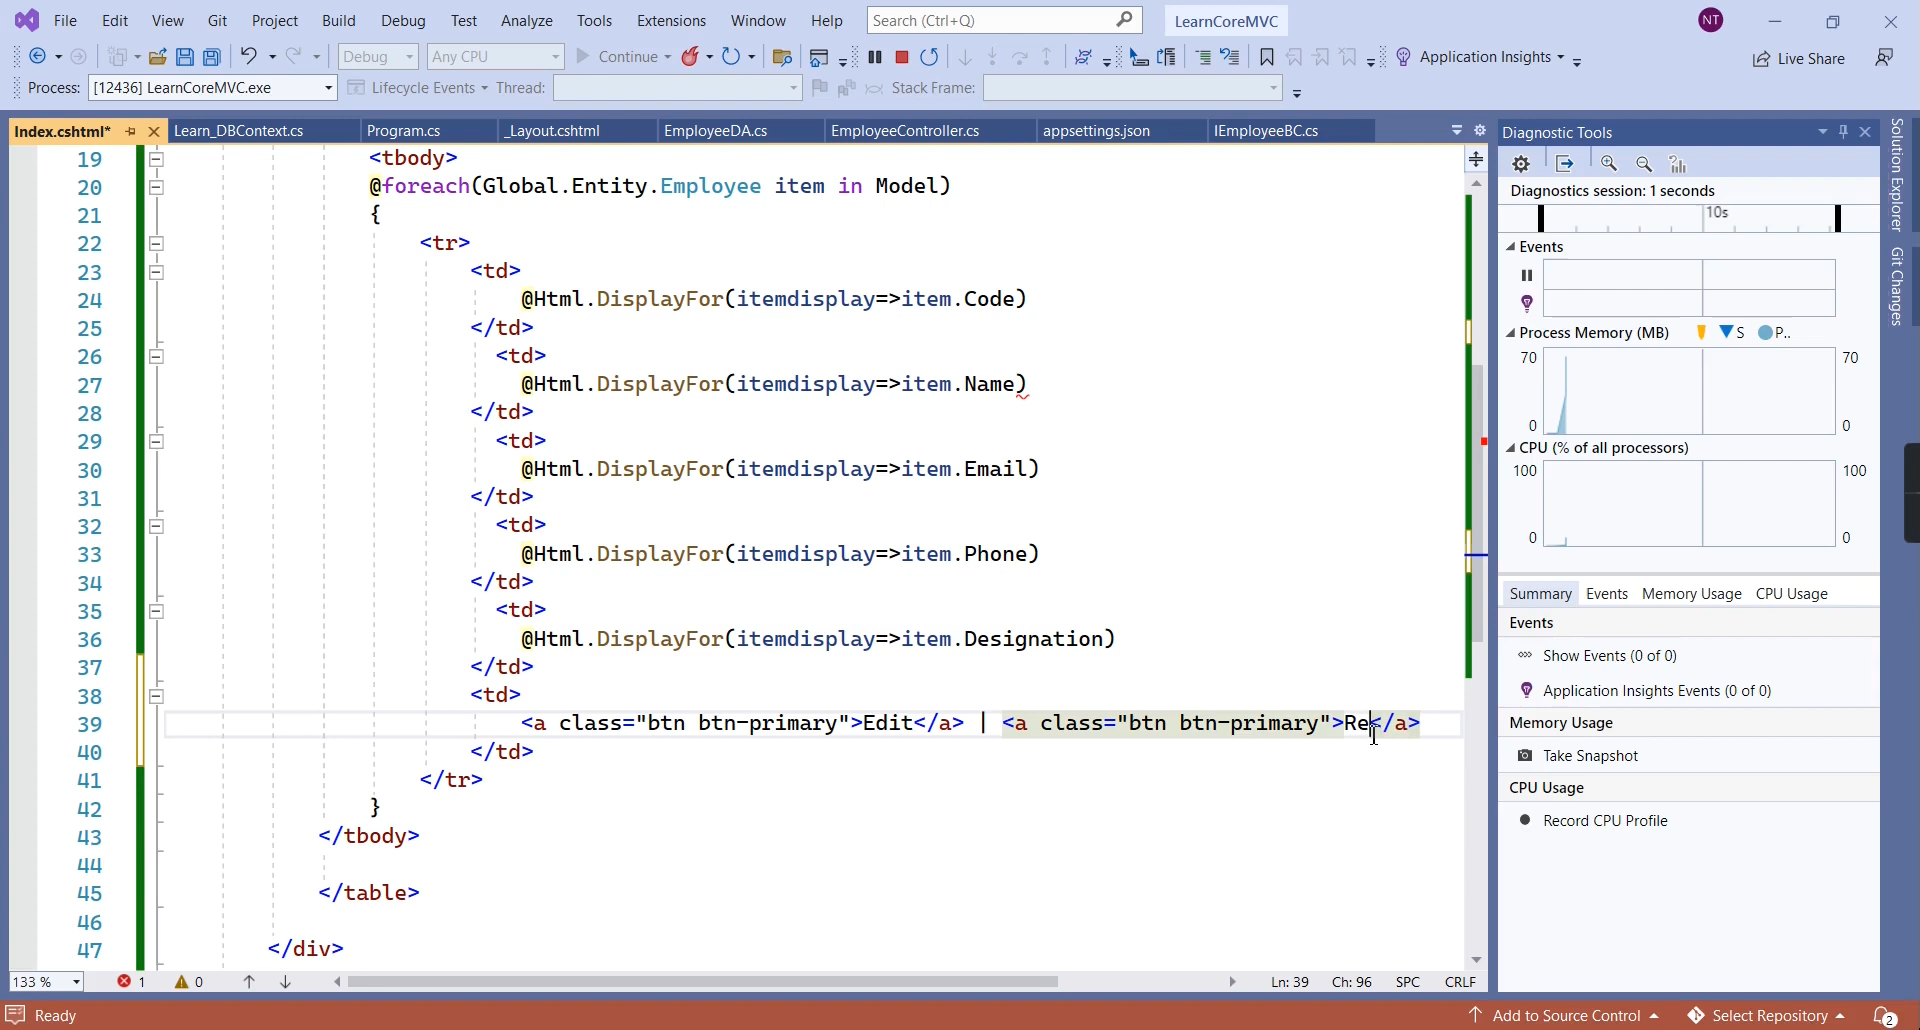 File Edit View Git Project Build Debug Test Analyze Tools Extensions Window Help Search (Ctrl+Q) LearnCoreMVC NT
Debug Any CPU Continue Application Insights Live Share
Process: [12436] LearnCoreMVC.exe Lifecycle Events Thread: Stack Frame:
Index.cshtml* Learn_DBContext.cs Program.cs _Layout.cshtml EmployeeDA.cs EmployeeController.cs appsettings.json IEmployeeBC.cs
19 <tbody>
20 @foreach(Global.Entity.Employee item in Model)
21 {
22 <tr>
23 <td>
24 @Html.DisplayFor(itemdisplay=>item.Code)
25 </td>
26 <td>
27 @Html.DisplayFor(itemdisplay=>item.Name)
28 </td>
29 <td>
30 @Html.DisplayFor(itemdisplay=>item.Email)
31 </td>
32 <td>
33 @Html.DisplayFor(itemdisplay=>item.Phone)
34 </td>
35 <td>
36 @Html.DisplayFor(itemdisplay=>item.Designation)
37 </td>
38 <td>
39 <a class="btn btn-primary">Edit</a> | <a class="btn btn-primary">Re</a>
40 </td>
41 </tr>
42 }
43 </tbody>
44
45 </table>
46
47 </div>
133 % 1 0 Ln: 39 Ch: 96 SPC CRLF
Diagnostic Tools
Diagnostics session: 1 seconds
10s
Events
Process Memory (MB) S P..
70 70
0 0
CPU (% of all processors)
100 100
0 0
Summary Events Memory Usage CPU Usage
Events
Show Events (0 of 0)
Application Insights Events (0 of 0)
Memory Usage
Take Snapshot
CPU Usage
Record CPU Profile
Solution Explorer
Git Changes
Ready Add to Source Control Select Repository 2